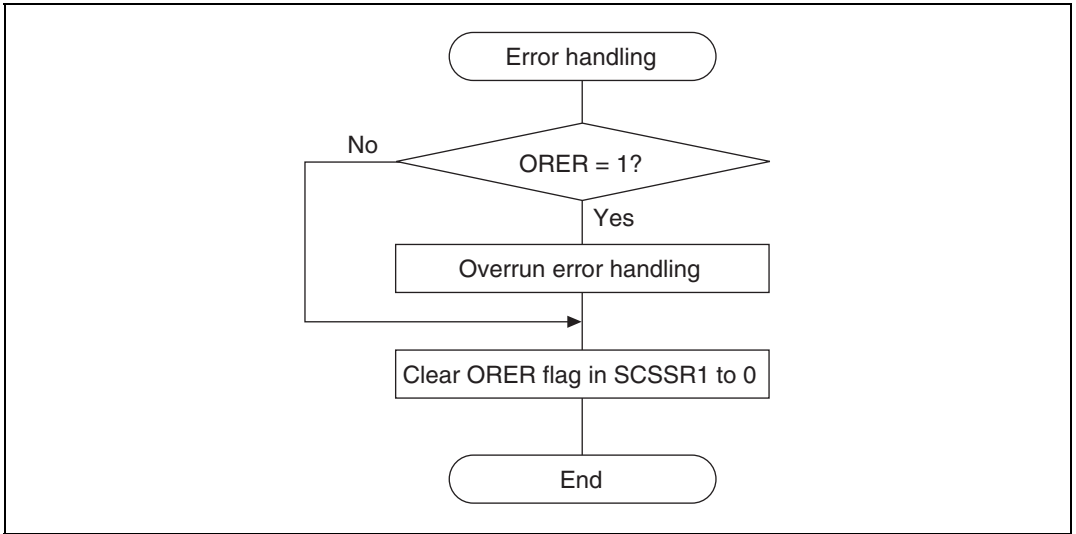 Error handling
No
ORER = 1?
Yes
Overrun error handling
Clear ORER flag in SCSSR1 to 0
End